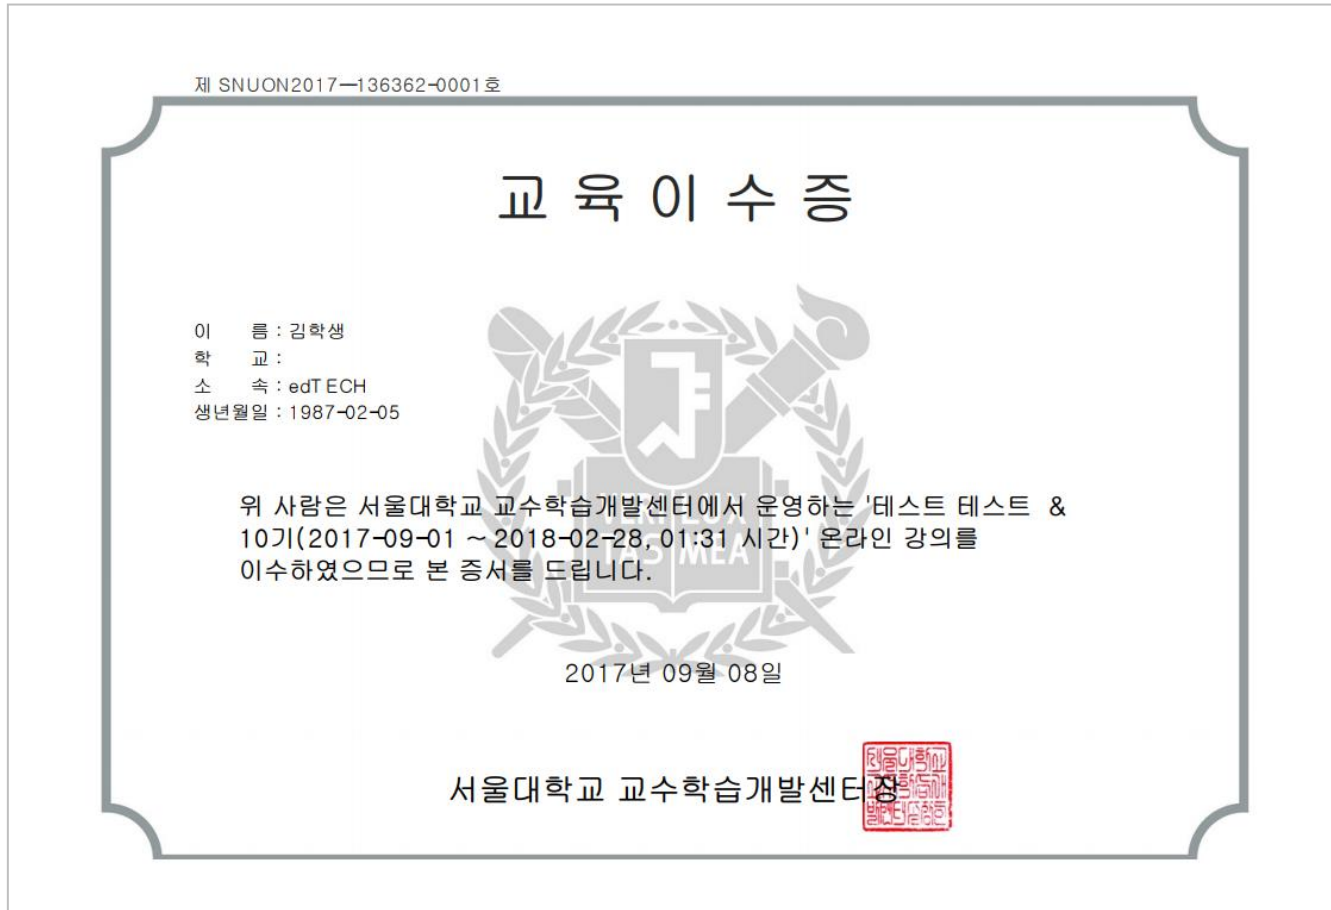 제 SNUON2017-136362-0001호
교 육 이 수 증
이 름 : 김학생
학 교 :
소 속 : edTECH
생년월일 : 1987-02-05
위 사람은 서울대학교 교수학습개발센터에서 운영하는 '테스트 테스트 &
10기(2017-09-01 ~ 2018-02-28, 01:31 시간)' 온라인 강의를
이수하였으므로 본 증서를 드립니다.
VERI LUX
TAS MEA
2017년 09월 08일
서울대학교 교수학습개발센터장